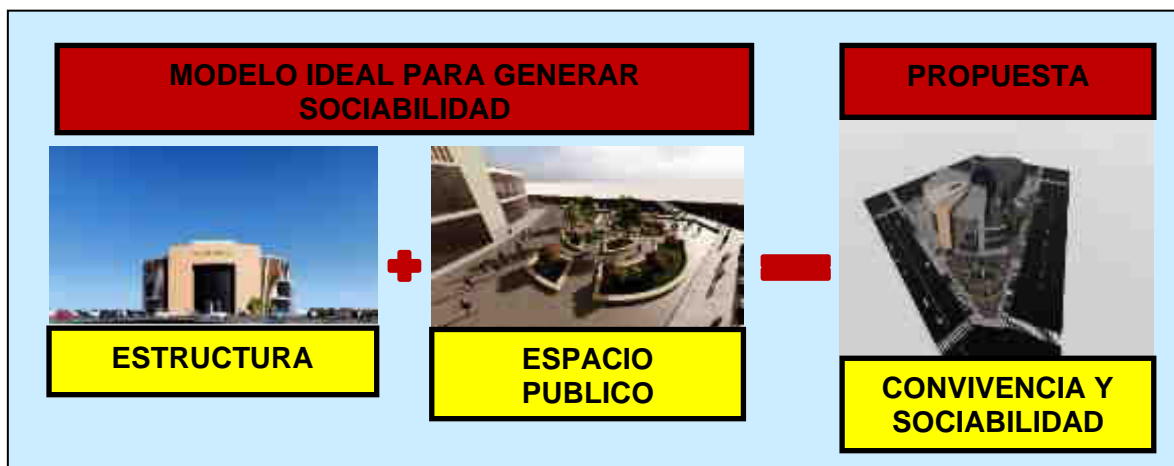 MODELO IDEAL PARA GENERAR
SOCIABILIDAD
PROPUESTA
ESTRUCTURA
ESPACIO
PUBLICO
CONVIVENCIA Y
SOCIABILIDAD